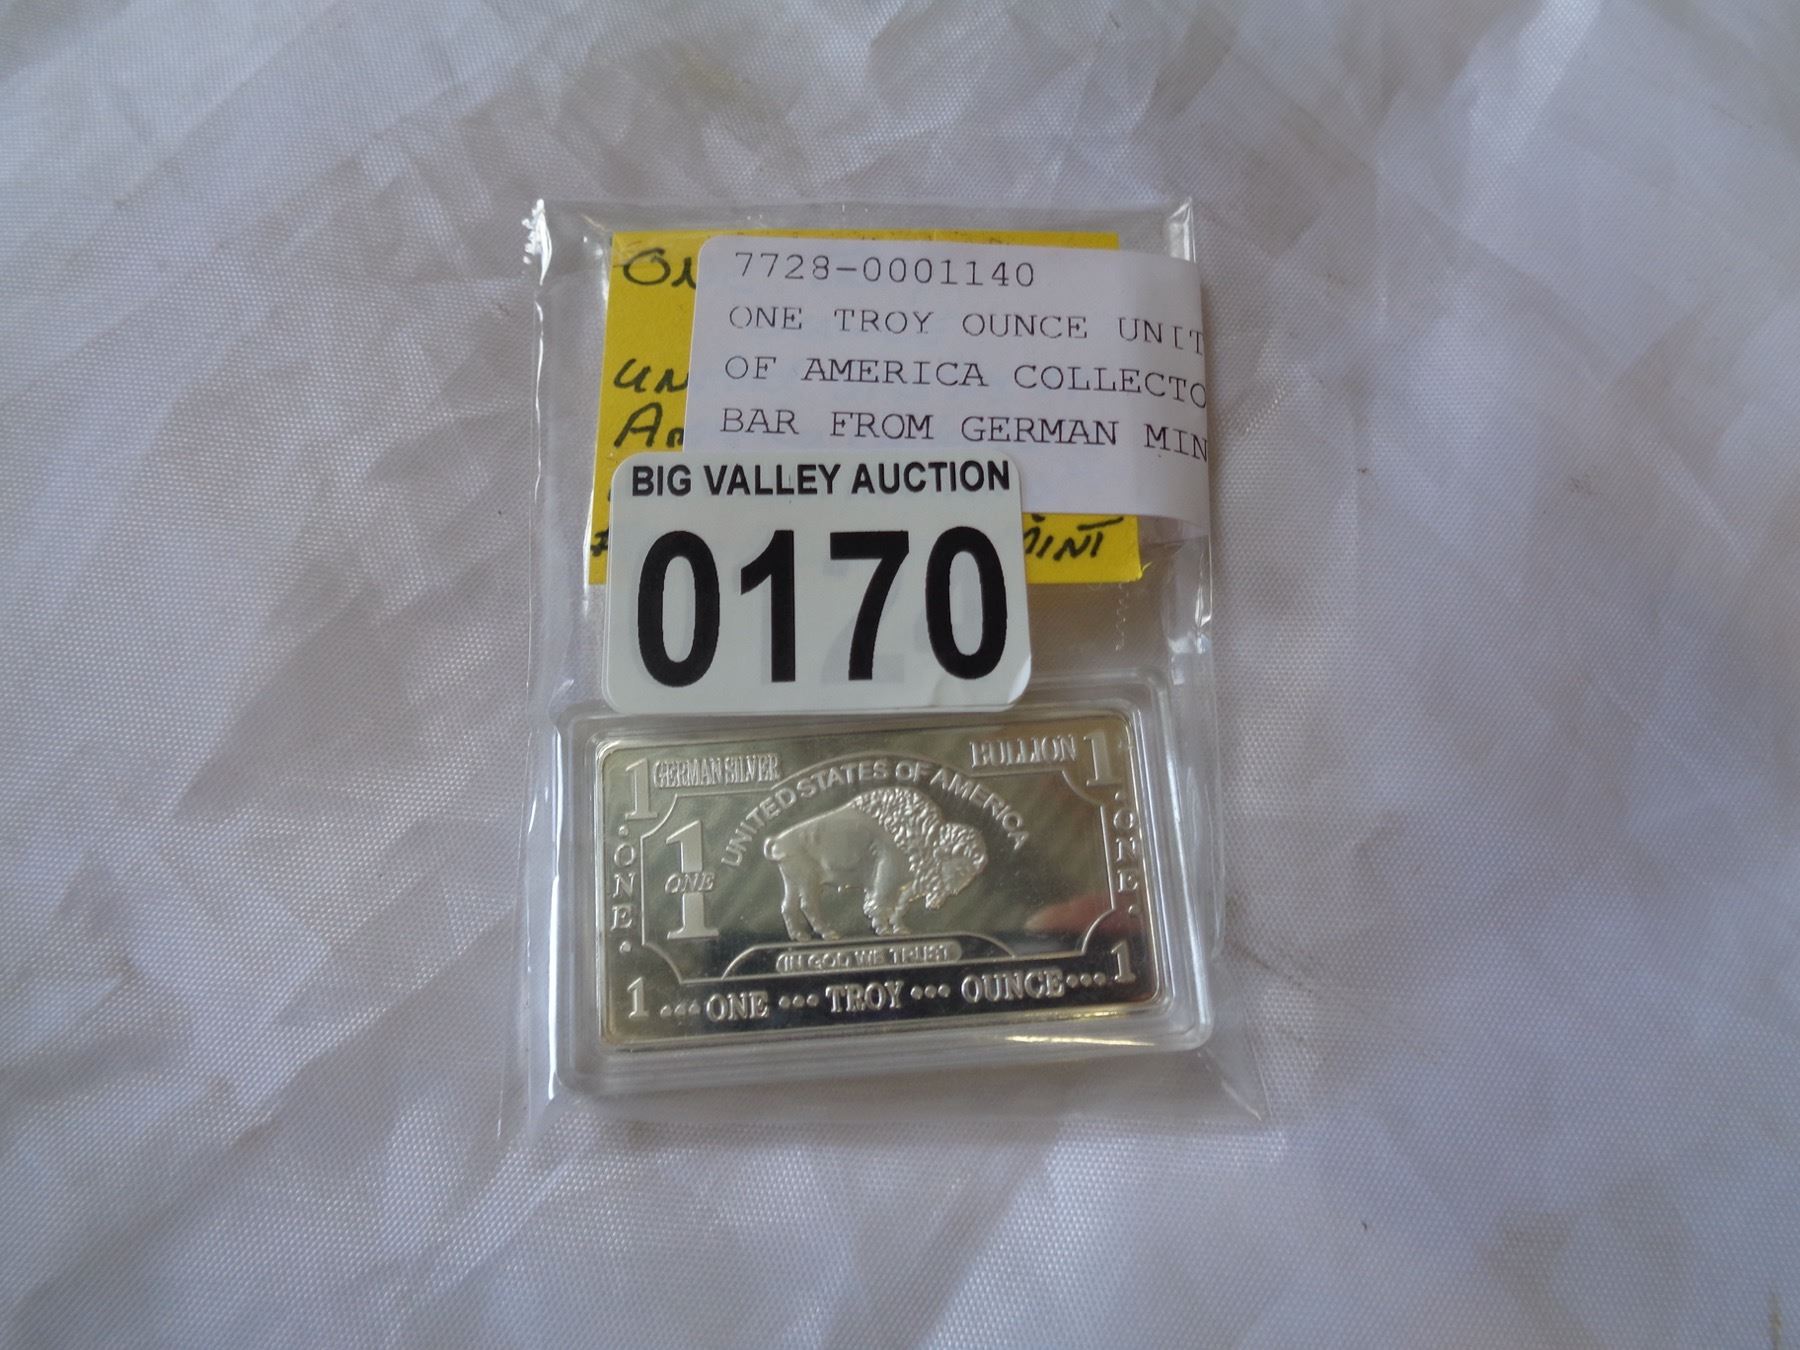 7728-0001140
ONE TROY OUNCE UNIT
OF AMERICA COLLECTO
BAR FROM GERMAN MIN
MINT
BIG VALLEY AUCTION
0170
1 GERMAN SILVER BULLION 1
UNITED STATES OF AMERICA
1 ONE 1
• ONE •
• ONE •
IN GOD WE TRUST
1 ••• ONE ••• TROY ••• OUNCE ••• 1